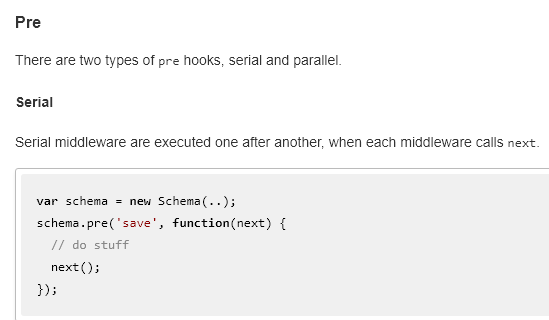 Pre
There are two types of pre hooks, serial and parallel.
Serial
Serial middleware are executed one after another, when each middleware calls next.
var schema = new Schema(..);
schema.pre('save', function(next) {
  // do stuff
  next();
});